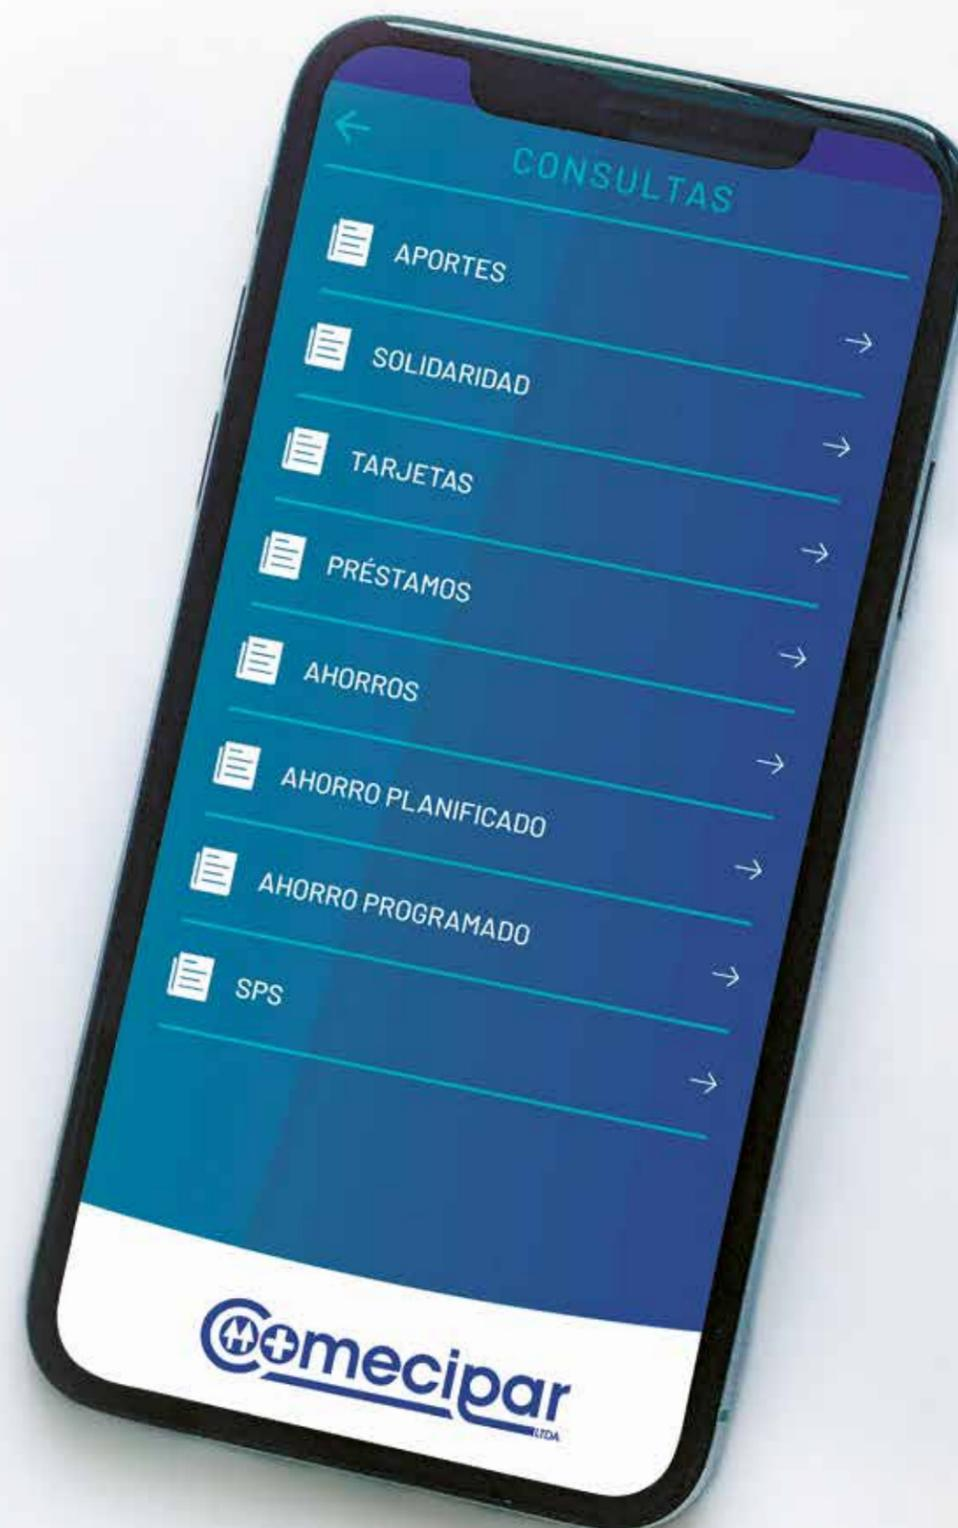 CONSULTAS
APORTES
SOLIDARIDAD
TARJETAS
PRÉSTAMOS
AHORROS
AHORRO PLANIFICADO
AHORRO PROGRAMADO
SPS
Comecipar
LTDA.